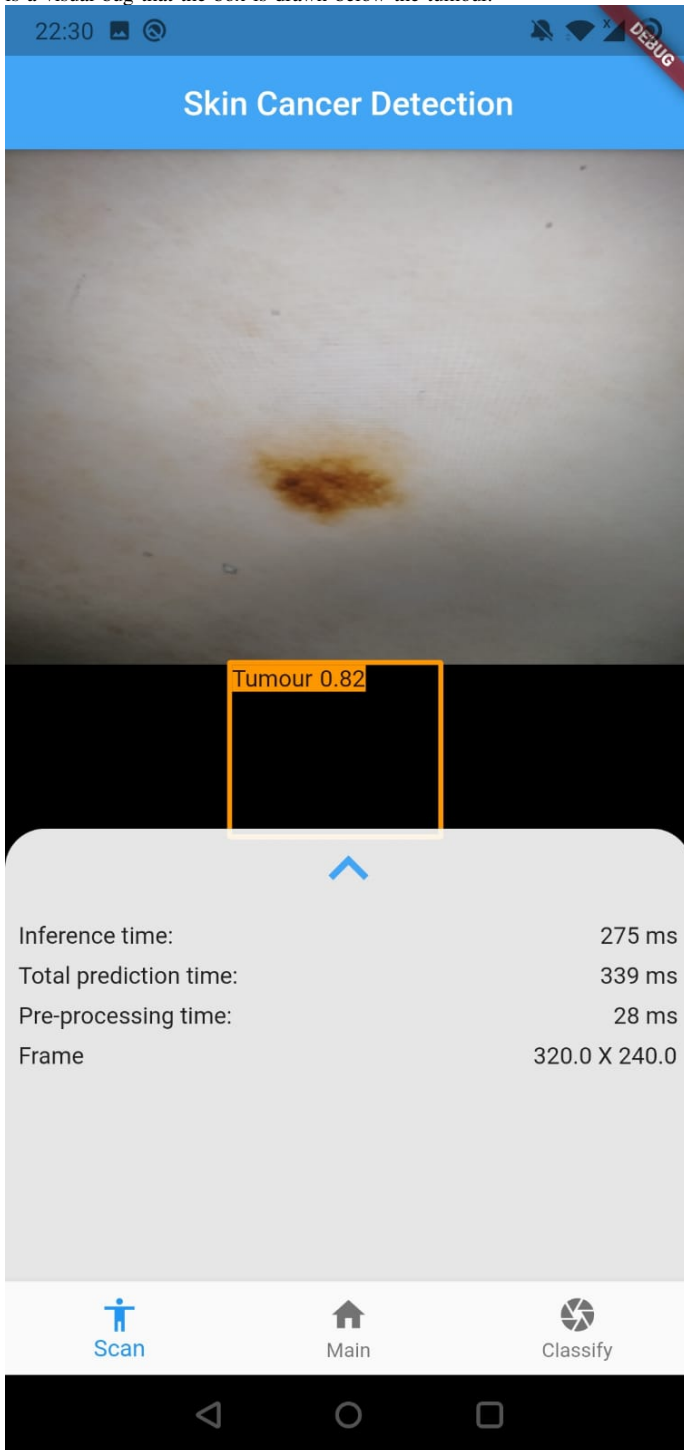 is a visual bug that the box is drawn below the tumour.
22:30
DEBUG
Skin Cancer Detection
Tumour 0.82
Inference time: 275 ms
Total prediction time: 339 ms
Pre-processing time: 28 ms
Frame 320.0 X 240.0
Scan Main Classify